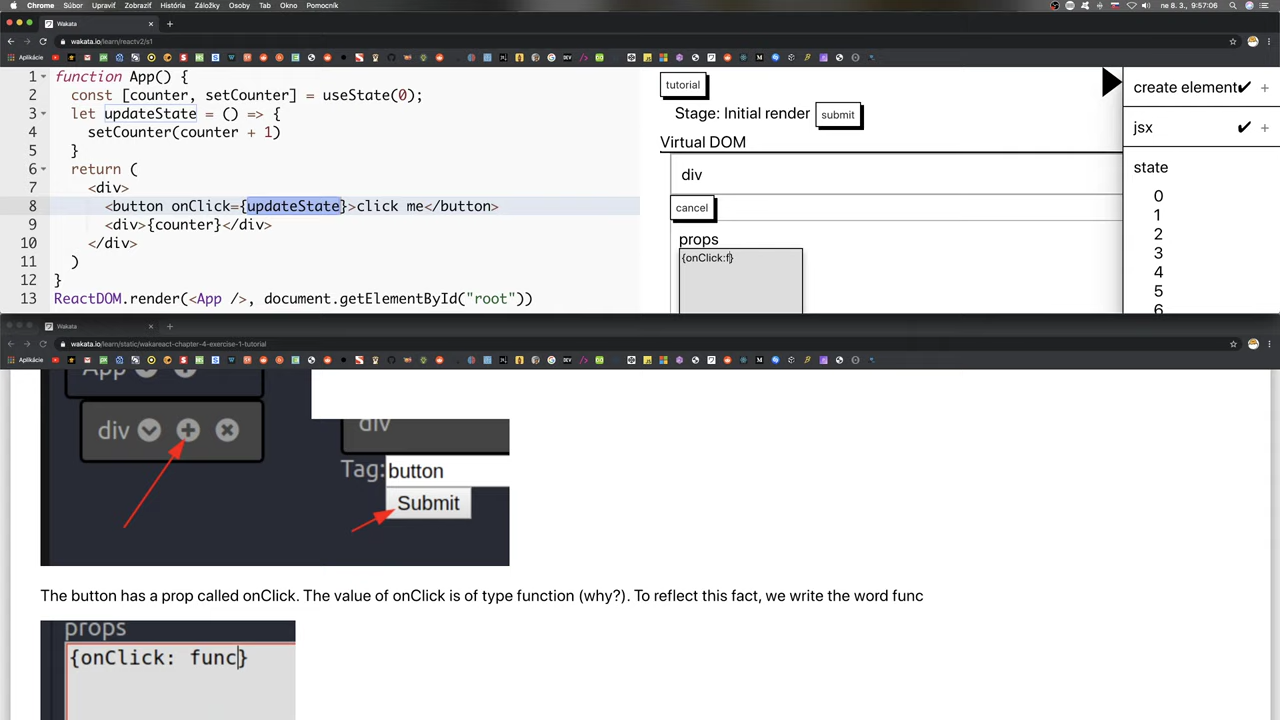 Chrome Súbor Upraviť Zobraziť História Záložky Osoby Tab Okno Pomocník
ne 8. 3., 9:57:06
Wakata
wakata.io/learn/reactv2/s1
Aplikácie
1 function App() {
2 const [counter, setCounter] = useState(0);
3 let updateState = () => {
4 setCounter(counter + 1)
5 }
6 return (
7 <div>
8 <button onClick={updateState}>click me</button>
9 <div>{counter}</div>
10 </div>
11 )
12 }
13 ReactDOM.render(<App />, document.getElementById("root"))
tutorial
Stage: Initial render submit
Virtual DOM
div
cancel
props
{onClick:f}
create element ✔ +
jsx ✔ +
state
0
1
2
3
4
5
6
Wakata
wakata.io/learn/static/wakareact-chapter-4-exercise-1-tutorial
Aplikácie
App
div
div
Tag: button
Submit
The button has a prop called onClick. The value of onClick is of type function (why?). To reflect this fact, we write the word func
props
{onClick: func}